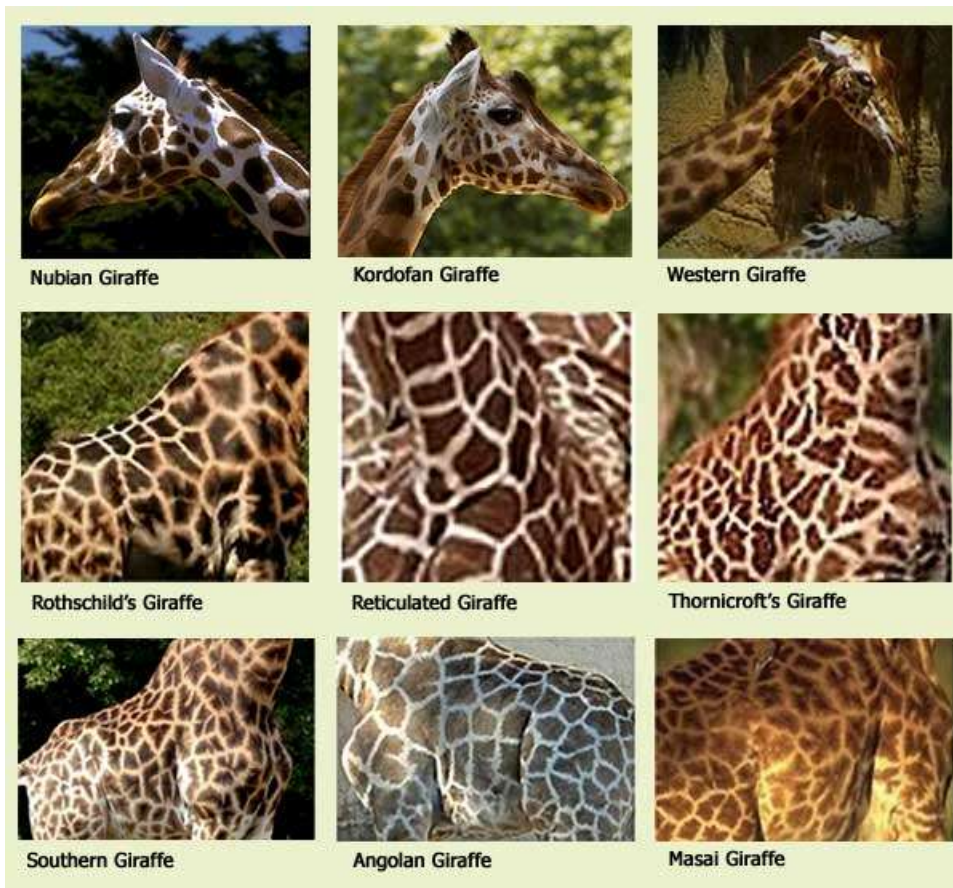 Nubian Giraffe
Kordofan Giraffe
Western Giraffe
Rothschild's Giraffe
Reticulated Giraffe
Thornicroft's Giraffe
Southern Giraffe
Angolan Giraffe
Masai Giraffe